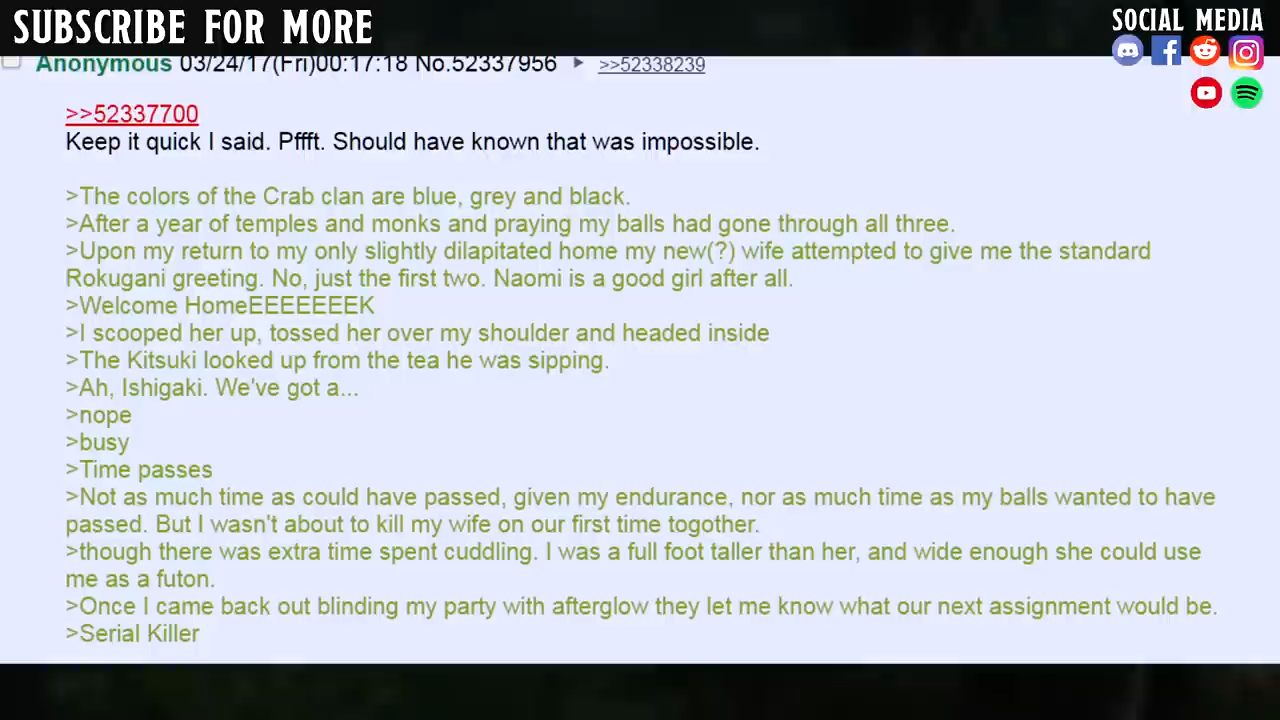 SUBSCRIBE FOR MORE
SOCIAL MEDIA
Anonymous 03/24/17(Fri)00:17:18 No.52337956 ▶ >>52338239
>>52337700
Keep it quick I said. Pffft. Should have known that was impossible.
>The colors of the Crab clan are blue, grey and black.
>After a year of temples and monks and praying my balls had gone through all three.
>Upon my return to my only slightly dilapitated home my new(?) wife attempted to give me the standard
Rokugani greeting. No, just the first two. Naomi is a good girl after all.
>Welcome HomeEEEEEEEK
>I scooped her up, tossed her over my shoulder and headed inside
>The Kitsuki looked up from the tea he was sipping.
>Ah, Ishigaki. We've got a...
>nope
>busy
>Time passes
>Not as much time as could have passed, given my endurance, nor as much time as my balls wanted to have
passed. But I wasn't about to kill my wife on our first time togother.
>though there was extra time spent cuddling. I was a full foot taller than her, and wide enough she could use
me as a futon.
>Once I came back out blinding my party with afterglow they let me know what our next assignment would be.
>Serial Killer